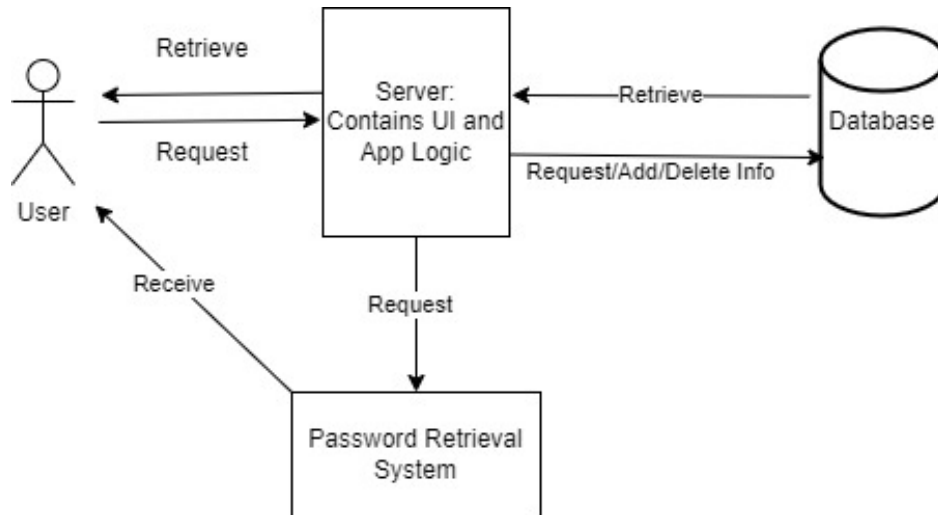 Retrieve
Request
User
Server:
Contains UI and
App Logic
Retrieve
Request/Add/Delete Info
Database
Receive
Request
Password Retrieval
System